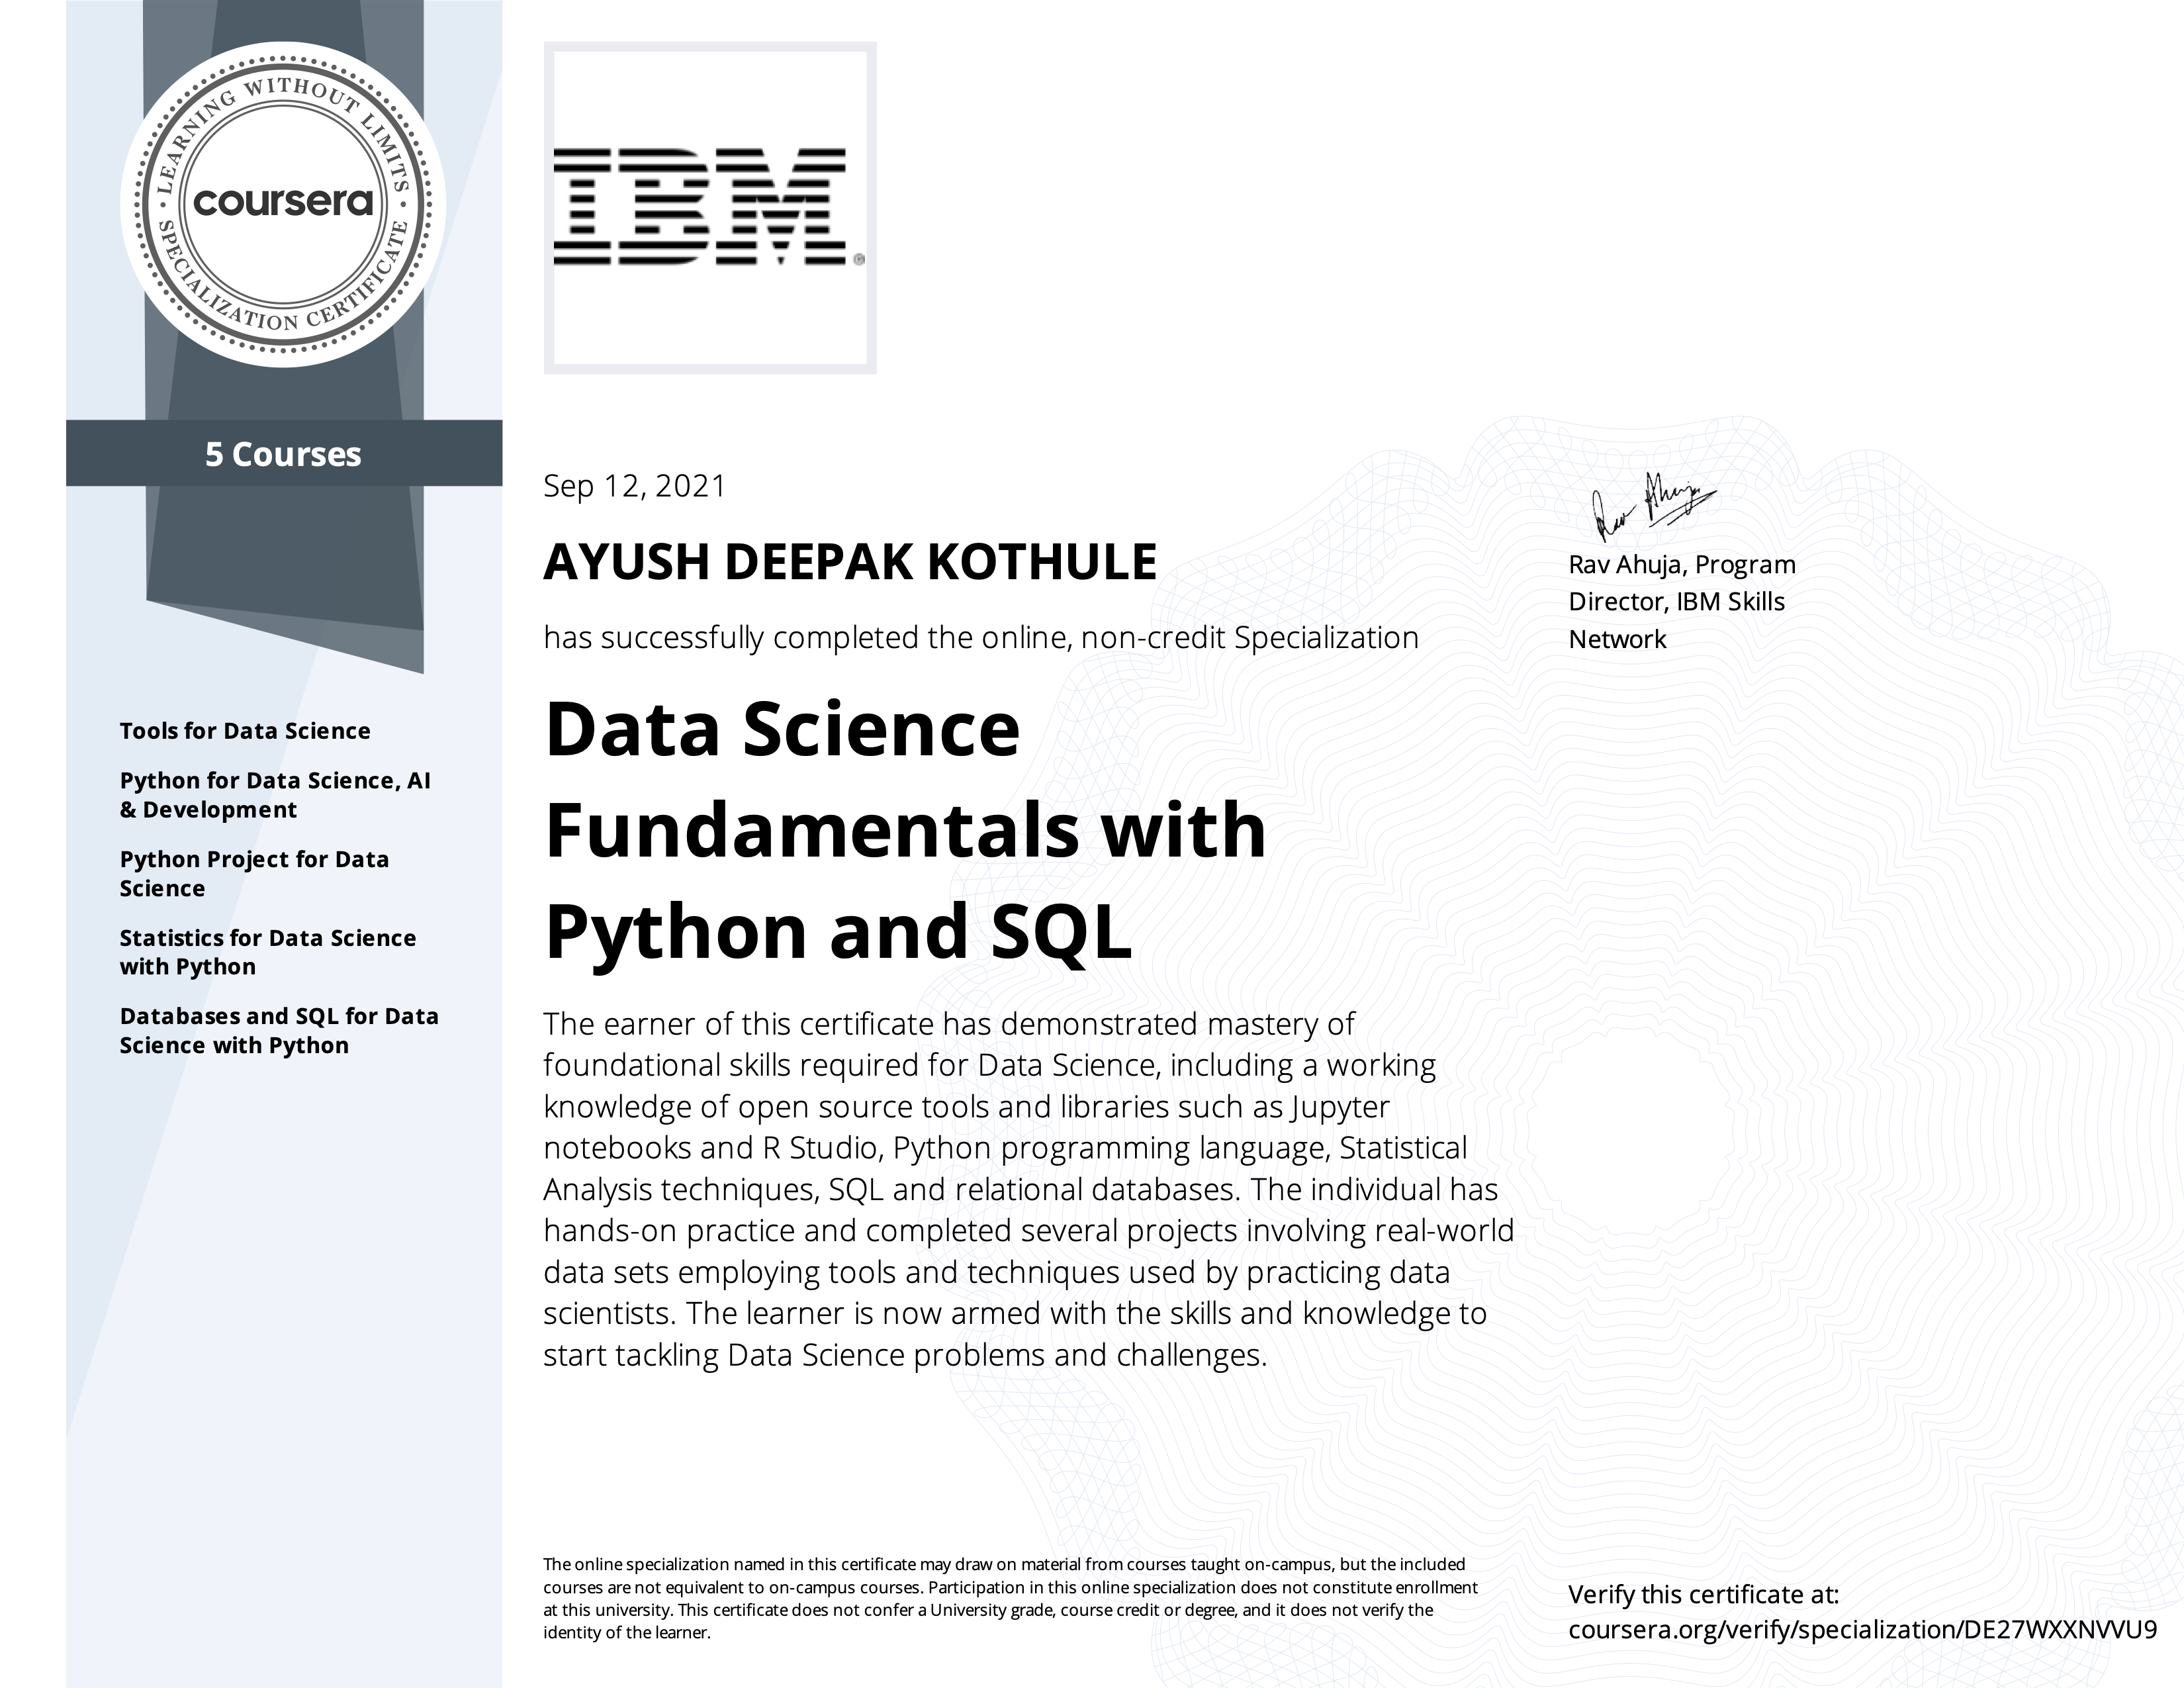 LEARNING WITHOUT LIMITS
coursera
SPECIALIZATION CERTIFICATE
5 Courses
Tools for Data Science
Python for Data Science, AI
& Development
Python Project for Data
Science
Statistics for Data Science
with Python
Databases and SQL for Data
Science with Python
IBM®
Sep 12, 2021
AYUSH DEEPAK KOTHULE
has successfully completed the online, non-credit Specialization
Data Science
Fundamentals with
Python and SQL
The earner of this certificate has demonstrated mastery of
foundational skills required for Data Science, including a working
knowledge of open source tools and libraries such as Jupyter
notebooks and R Studio, Python programming language, Statistical
Analysis techniques, SQL and relational databases. The individual has
hands-on practice and completed several projects involving real-world
data sets employing tools and techniques used by practicing data
scientists. The learner is now armed with the skills and knowledge to
start tackling Data Science problems and challenges.
Rav Ahuja
Rav Ahuja, Program
Director, IBM Skills
Network
The online specialization named in this certificate may draw on material from courses taught on-campus, but the included
courses are not equivalent to on-campus courses. Participation in this online specialization does not constitute enrollment
at this university. This certificate does not confer a University grade, course credit or degree, and it does not verify the
identity of the learner.
Verify this certificate at:
coursera.org/verify/specialization/DE27WXXNVVU9